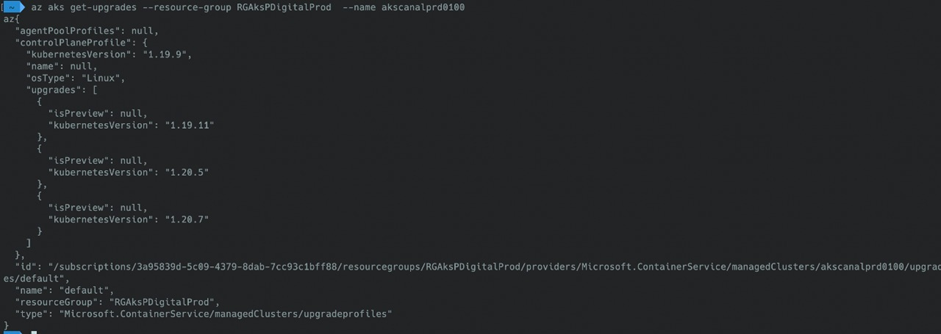 ~ az aks get-upgrades --resource-group RGAksPDigitalProd --name akscanalprd0100
az{
"agentPoolProfiles": null,
"controlPlaneProfile": {
"kubernetesVersion": "1.19.9",
"name": null,
"osType": "Linux",
"upgrades": [
{
"isPreview": null,
"kubernetesVersion": "1.19.11"
},
{
"isPreview": null,
"kubernetesVersion": "1.20.5"
},
{
"isPreview": null,
"kubernetesVersion": "1.20.7"
}
]
},
"id": "/subscriptions/3a95839d-5c09-4379-8dab-7cc93c1bff88/resourcegroups/RGAksPDigitalProd/providers/Microsoft.ContainerService/managedClusters/akscanalprd0100/upgrad
es/default",
"name": "default",
"resourceGroup": "RGAksPDigitalProd",
"type": "Microsoft.ContainerService/managedClusters/upgradeprofiles"
}